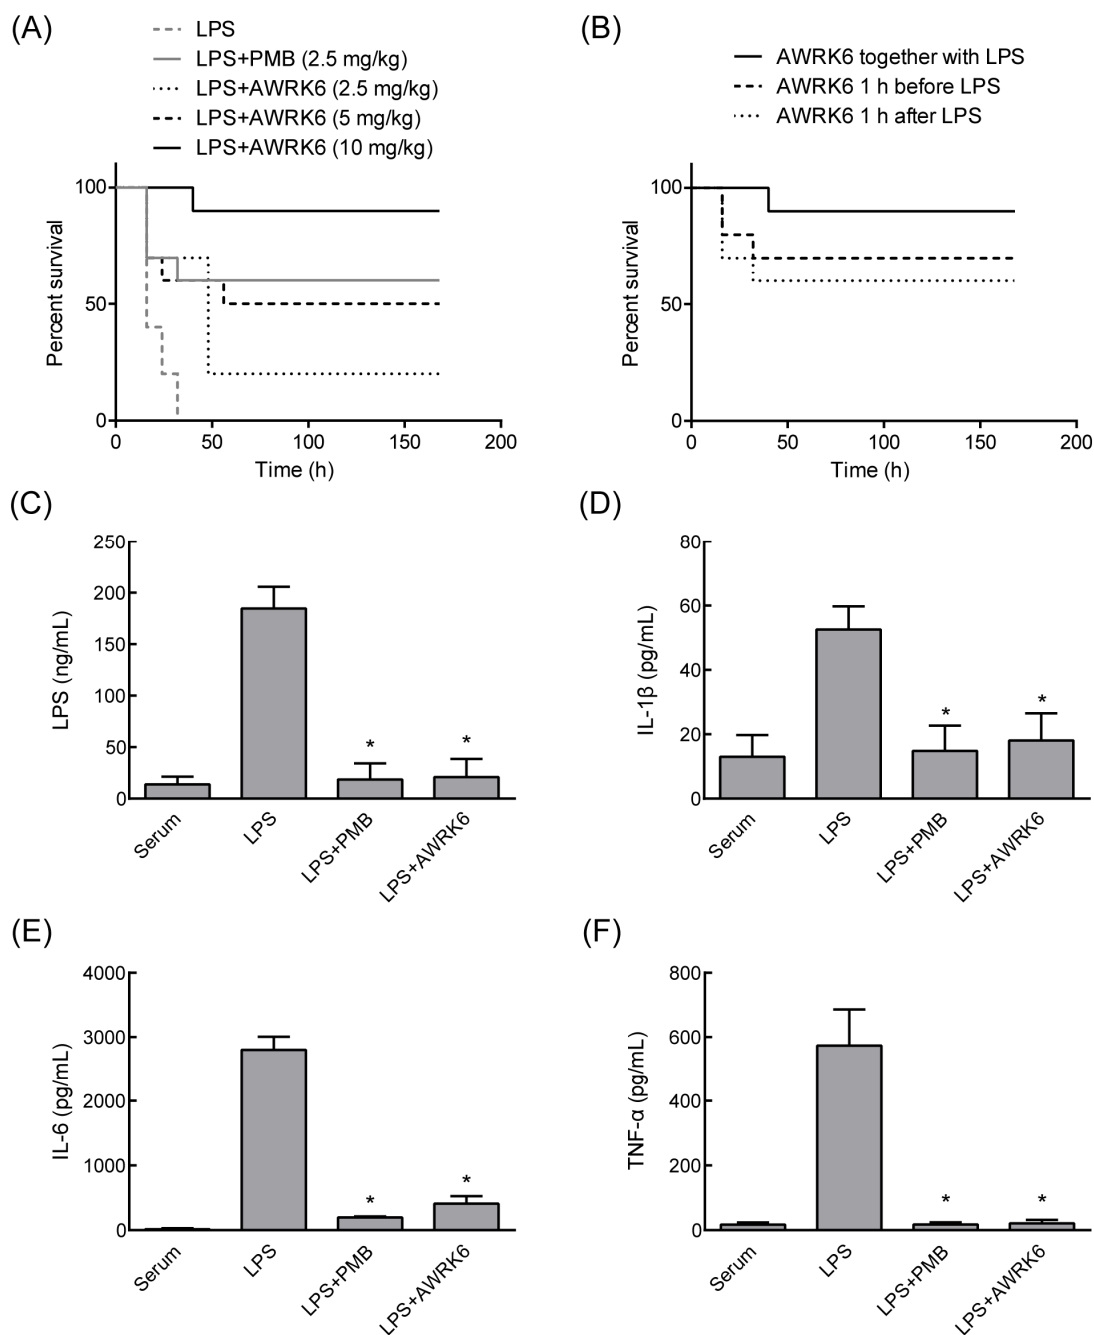 (A)
LPS
LPS+PMB (2.5 mg/kg)
LPS+AWRK6 (2.5 mg/kg)
LPS+AWRK6 (5 mg/kg)
LPS+AWRK6 (10 mg/kg)
100
50
0
Percent survival
0 50 100 150 200
Time (h)
(B)
AWRK6 together with LPS
AWRK6 1 h before LPS
AWRK6 1 h after LPS
100
50
0
Percent survival
0 50 100 150 200
Time (h)
(C)
250
200
150
100
50
0
LPS (ng/mL)
* *
Serum LPS LPS+PMB LPS+AWRK6
(D)
80
60
40
20
0
IL-1β (pg/mL)
* *
Serum LPS LPS+PMB LPS+AWRK6
(E)
4000
3000
2000
1000
0
IL-6 (pg/mL)
* *
Serum LPS LPS+PMB LPS+AWRK6
(F)
800
600
400
200
0
TNF-α (pg/mL)
* *
Serum LPS LPS+PMB LPS+AWRK6